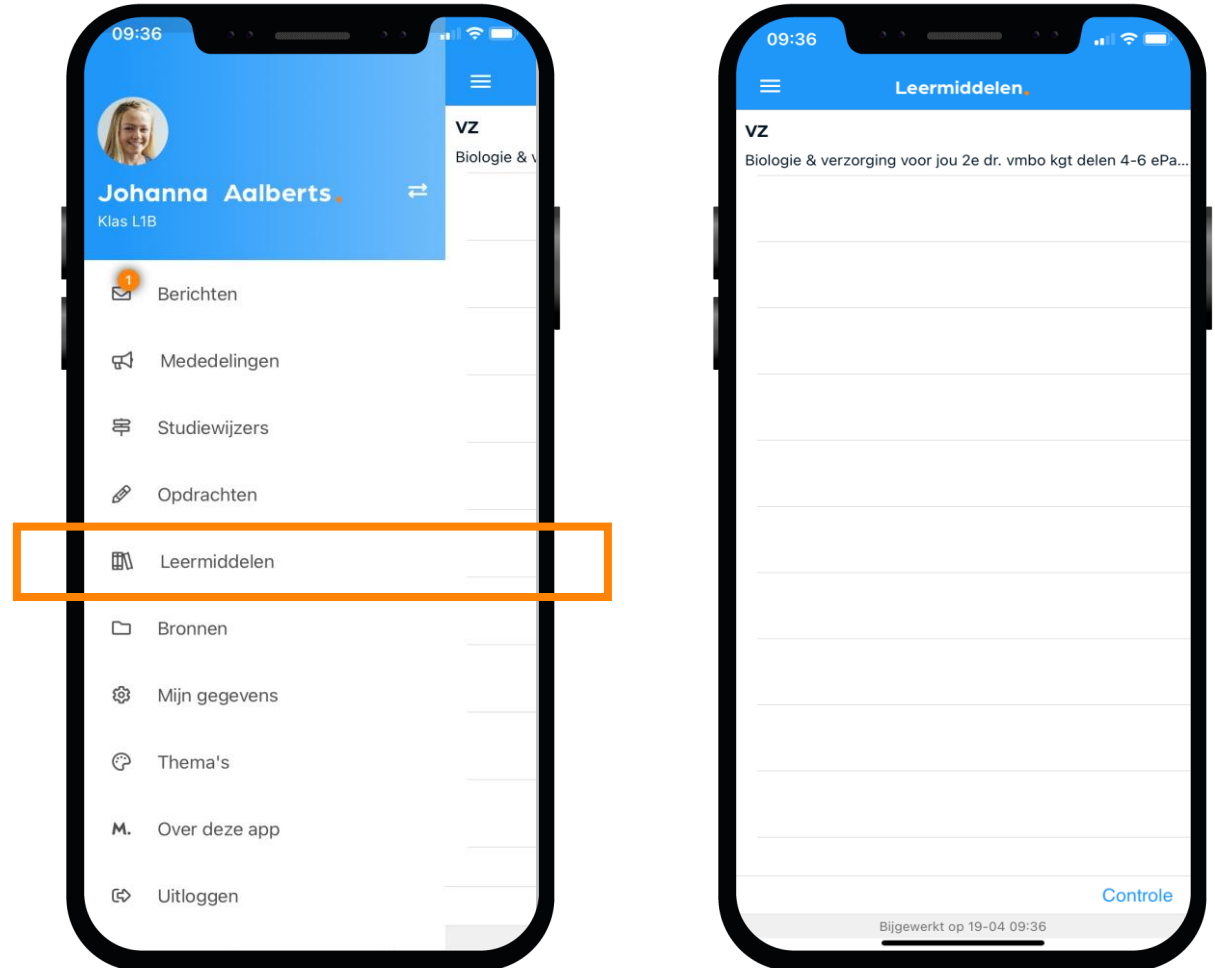 09:36
VZ
Biologie & v
Johanna Aalberts.
Klas L1B
1
Berichten
Mededelingen
Studiewijzers
Opdrachten
Leermiddelen
Bronnen
Mijn gegevens
Thema's
M. Over deze app
Uitloggen
09:36
Leermiddelen.
VZ
Biologie & verzorging voor jou 2e dr. vmbo kgt delen 4-6 ePa...
Controle
Bijgewerkt op 19-04 09:36